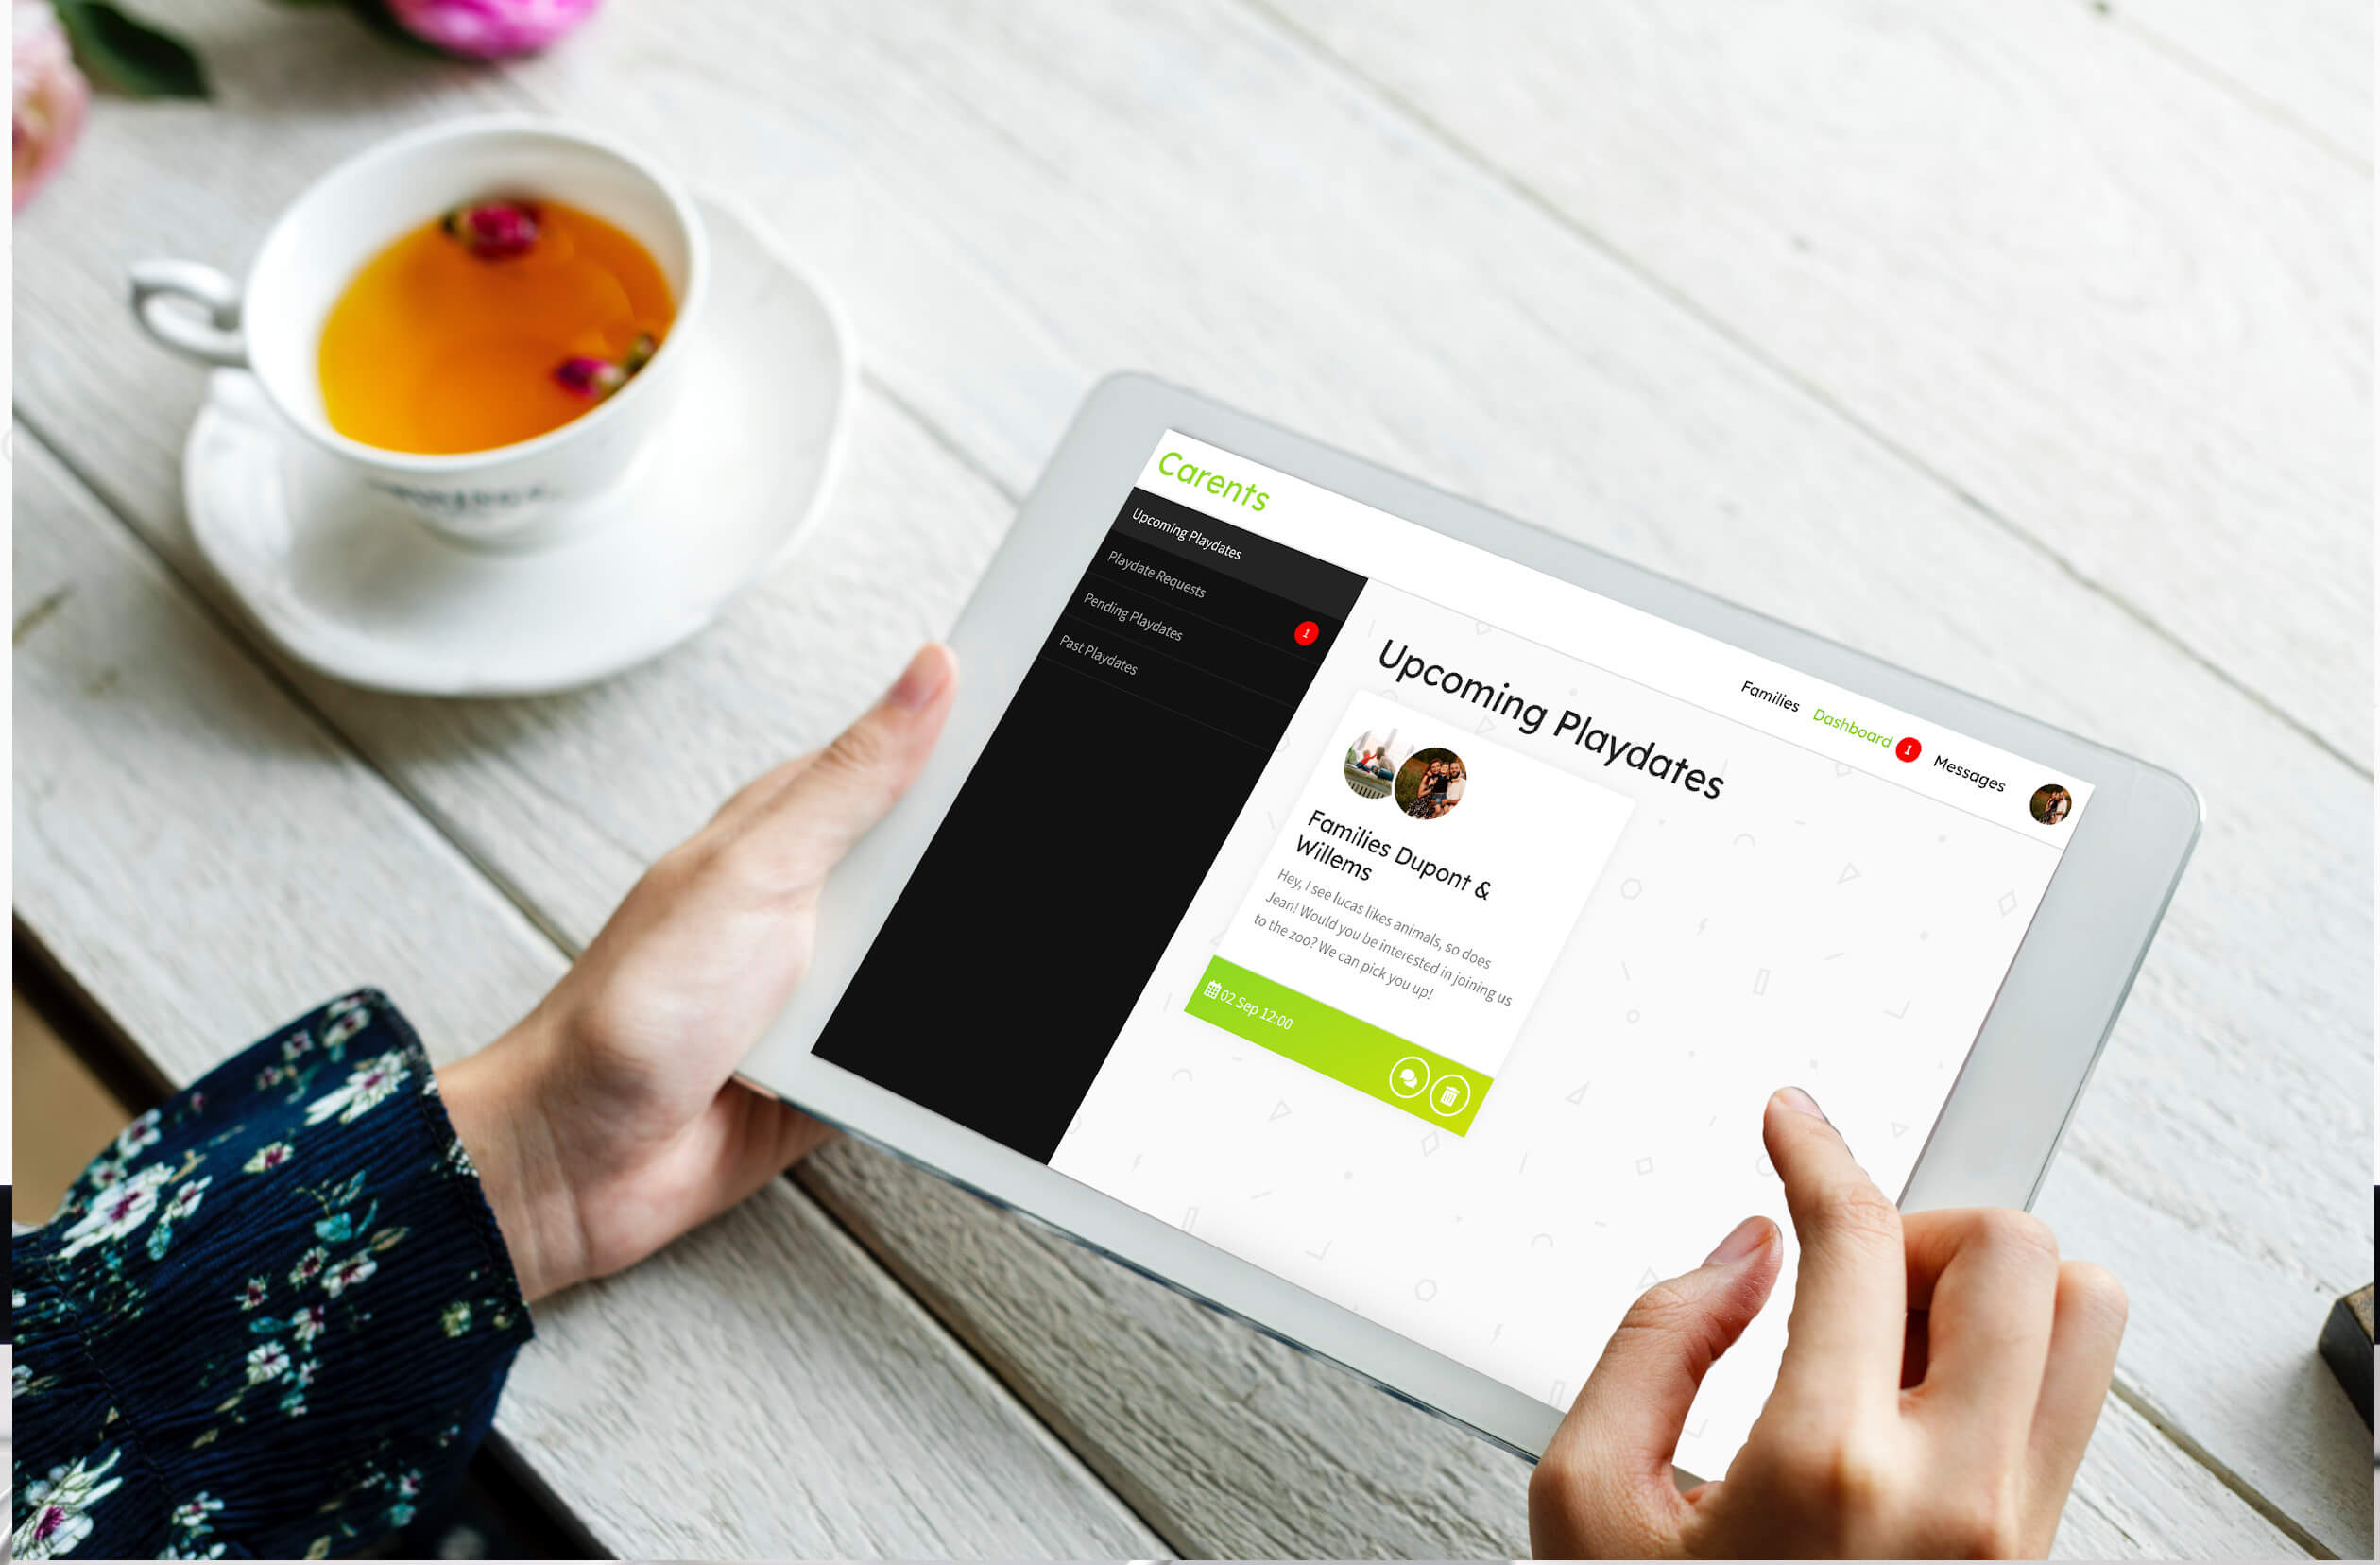 Carents
Families
Dashboard 1
Messages
Upcoming Playdates
Playdate Requests
1
Pending Playdates
Past Playdates
Upcoming Playdates
Families Dupont &
Willems
Hey, I see lucas likes animals, so does
Jean! Would you be interested in joining us
to the zoo? We can pick you up!
02 Sep 12:00